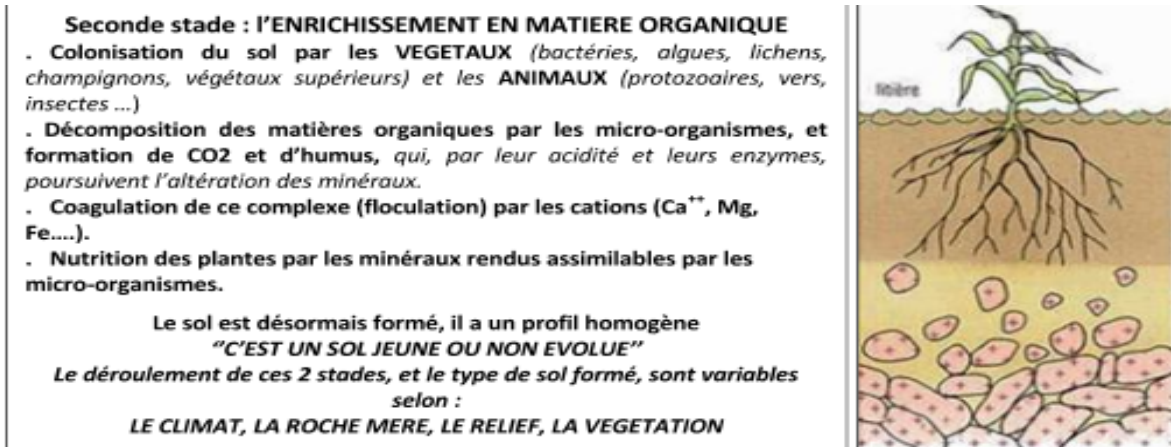 Seconde stade : l'ENRICHISSEMENT EN MATIERE ORGANIQUE
. Colonisation du sol par les VEGETAUX (bactéries, algues, lichens,
champignons, végétaux supérieurs) et les ANIMAUX (protozoaires, vers,
insectes ...)
. Décomposition des matières organiques par les micro-organismes, et
formation de CO2 et d'humus, qui, par leur acidité et leurs enzymes,
poursuivent l'altération des minéraux.
. Coagulation de ce complexe (floculation) par les cations (Ca⁺⁺, Mg,
Fe....).
. Nutrition des plantes par les minéraux rendus assimilables par les
micro-organismes.
Le sol est désormais formé, il a un profil homogène
"C'EST UN SOL JEUNE OU NON EVOLUE"
Le déroulement de ces 2 stades, et le type de sol formé, sont variables
selon :
LE CLIMAT, LA ROCHE MERE, LE RELIEF, LA VEGETATION
litière